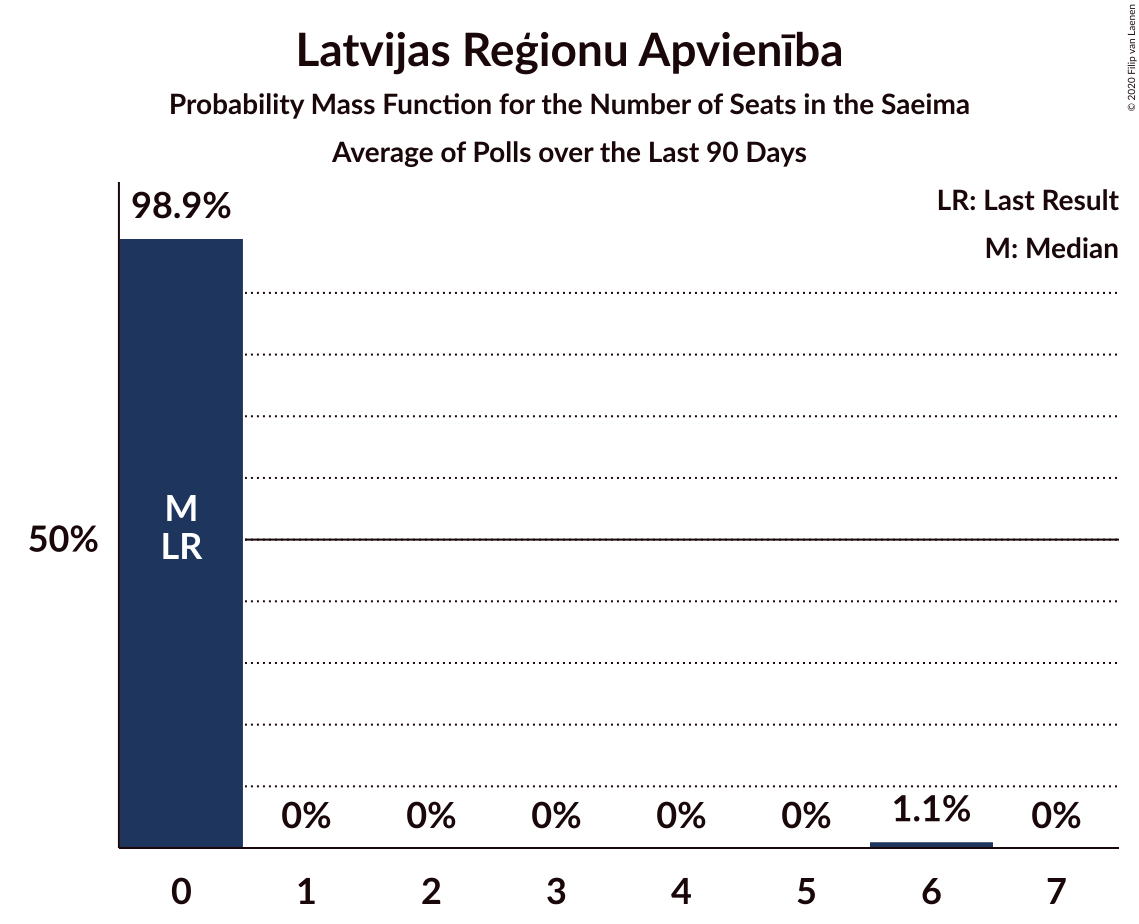 Latvijas Reģionu Apvienība
Probability Mass Function for the Number of Seats in the Saeima
Average of Polls over the Last 90 Days
© 2020 Filip van Laenen
LR: Last Result
M: Median
98.9%
M
LR
50%
0%
0%
0%
0%
0%
1.1%
0%
0
1
2
3
4
5
6
7